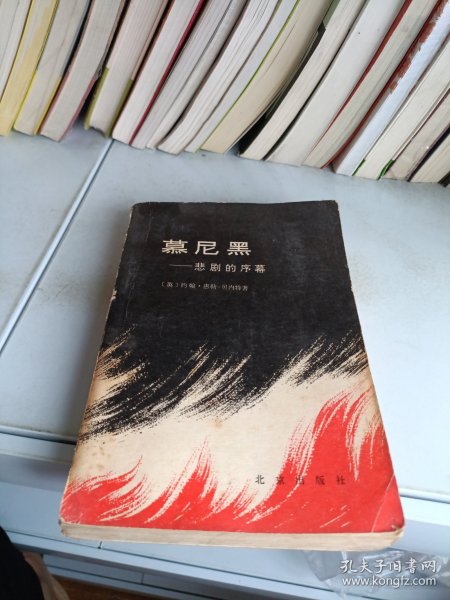 慕尼黑
——悲剧的序幕
〔英〕约翰·惠勒-贝内特著
北京出版社
孔夫子旧书网
www.kongfz.com